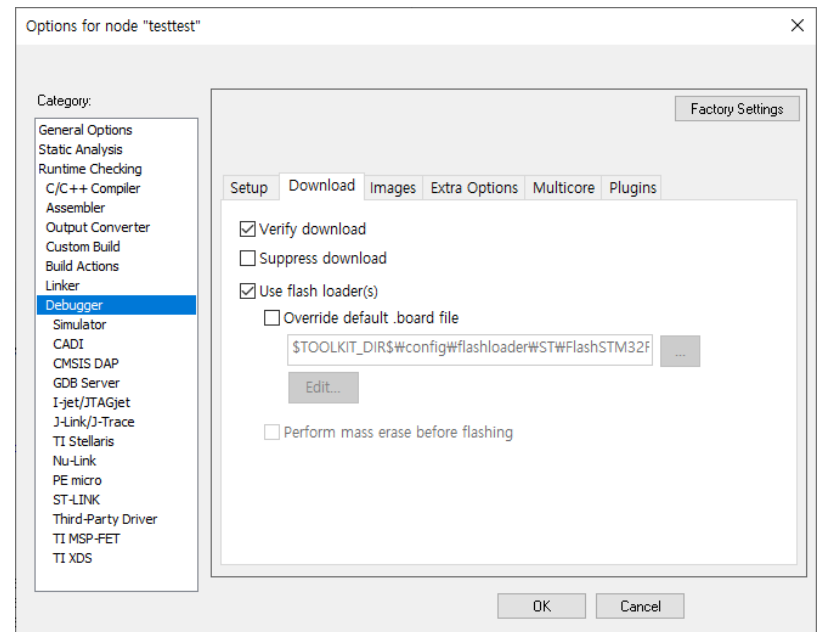 Options for node "testtest"
Category:
Factory Settings
General Options
Static Analysis
Runtime Checking
C/C++ Compiler
Assembler
Output Converter
Custom Build
Build Actions
Linker
Debugger
Simulator
CADI
CMSIS DAP
GDB Server
I-jet/JTAGjet
J-Link/J-Trace
TI Stellaris
Nu-Link
PE micro
ST-LINK
Third-Party Driver
TI MSP-FET
TI XDS
Setup Download Images Extra Options Multicore Plugins
Verify download
Suppress download
Use flash loader(s)
Override default .board file
$TOOLKIT_DIR$₩config₩flashloader₩ST₩FlashSTM32F
...
Edit...
Perform mass erase before flashing
OK Cancel